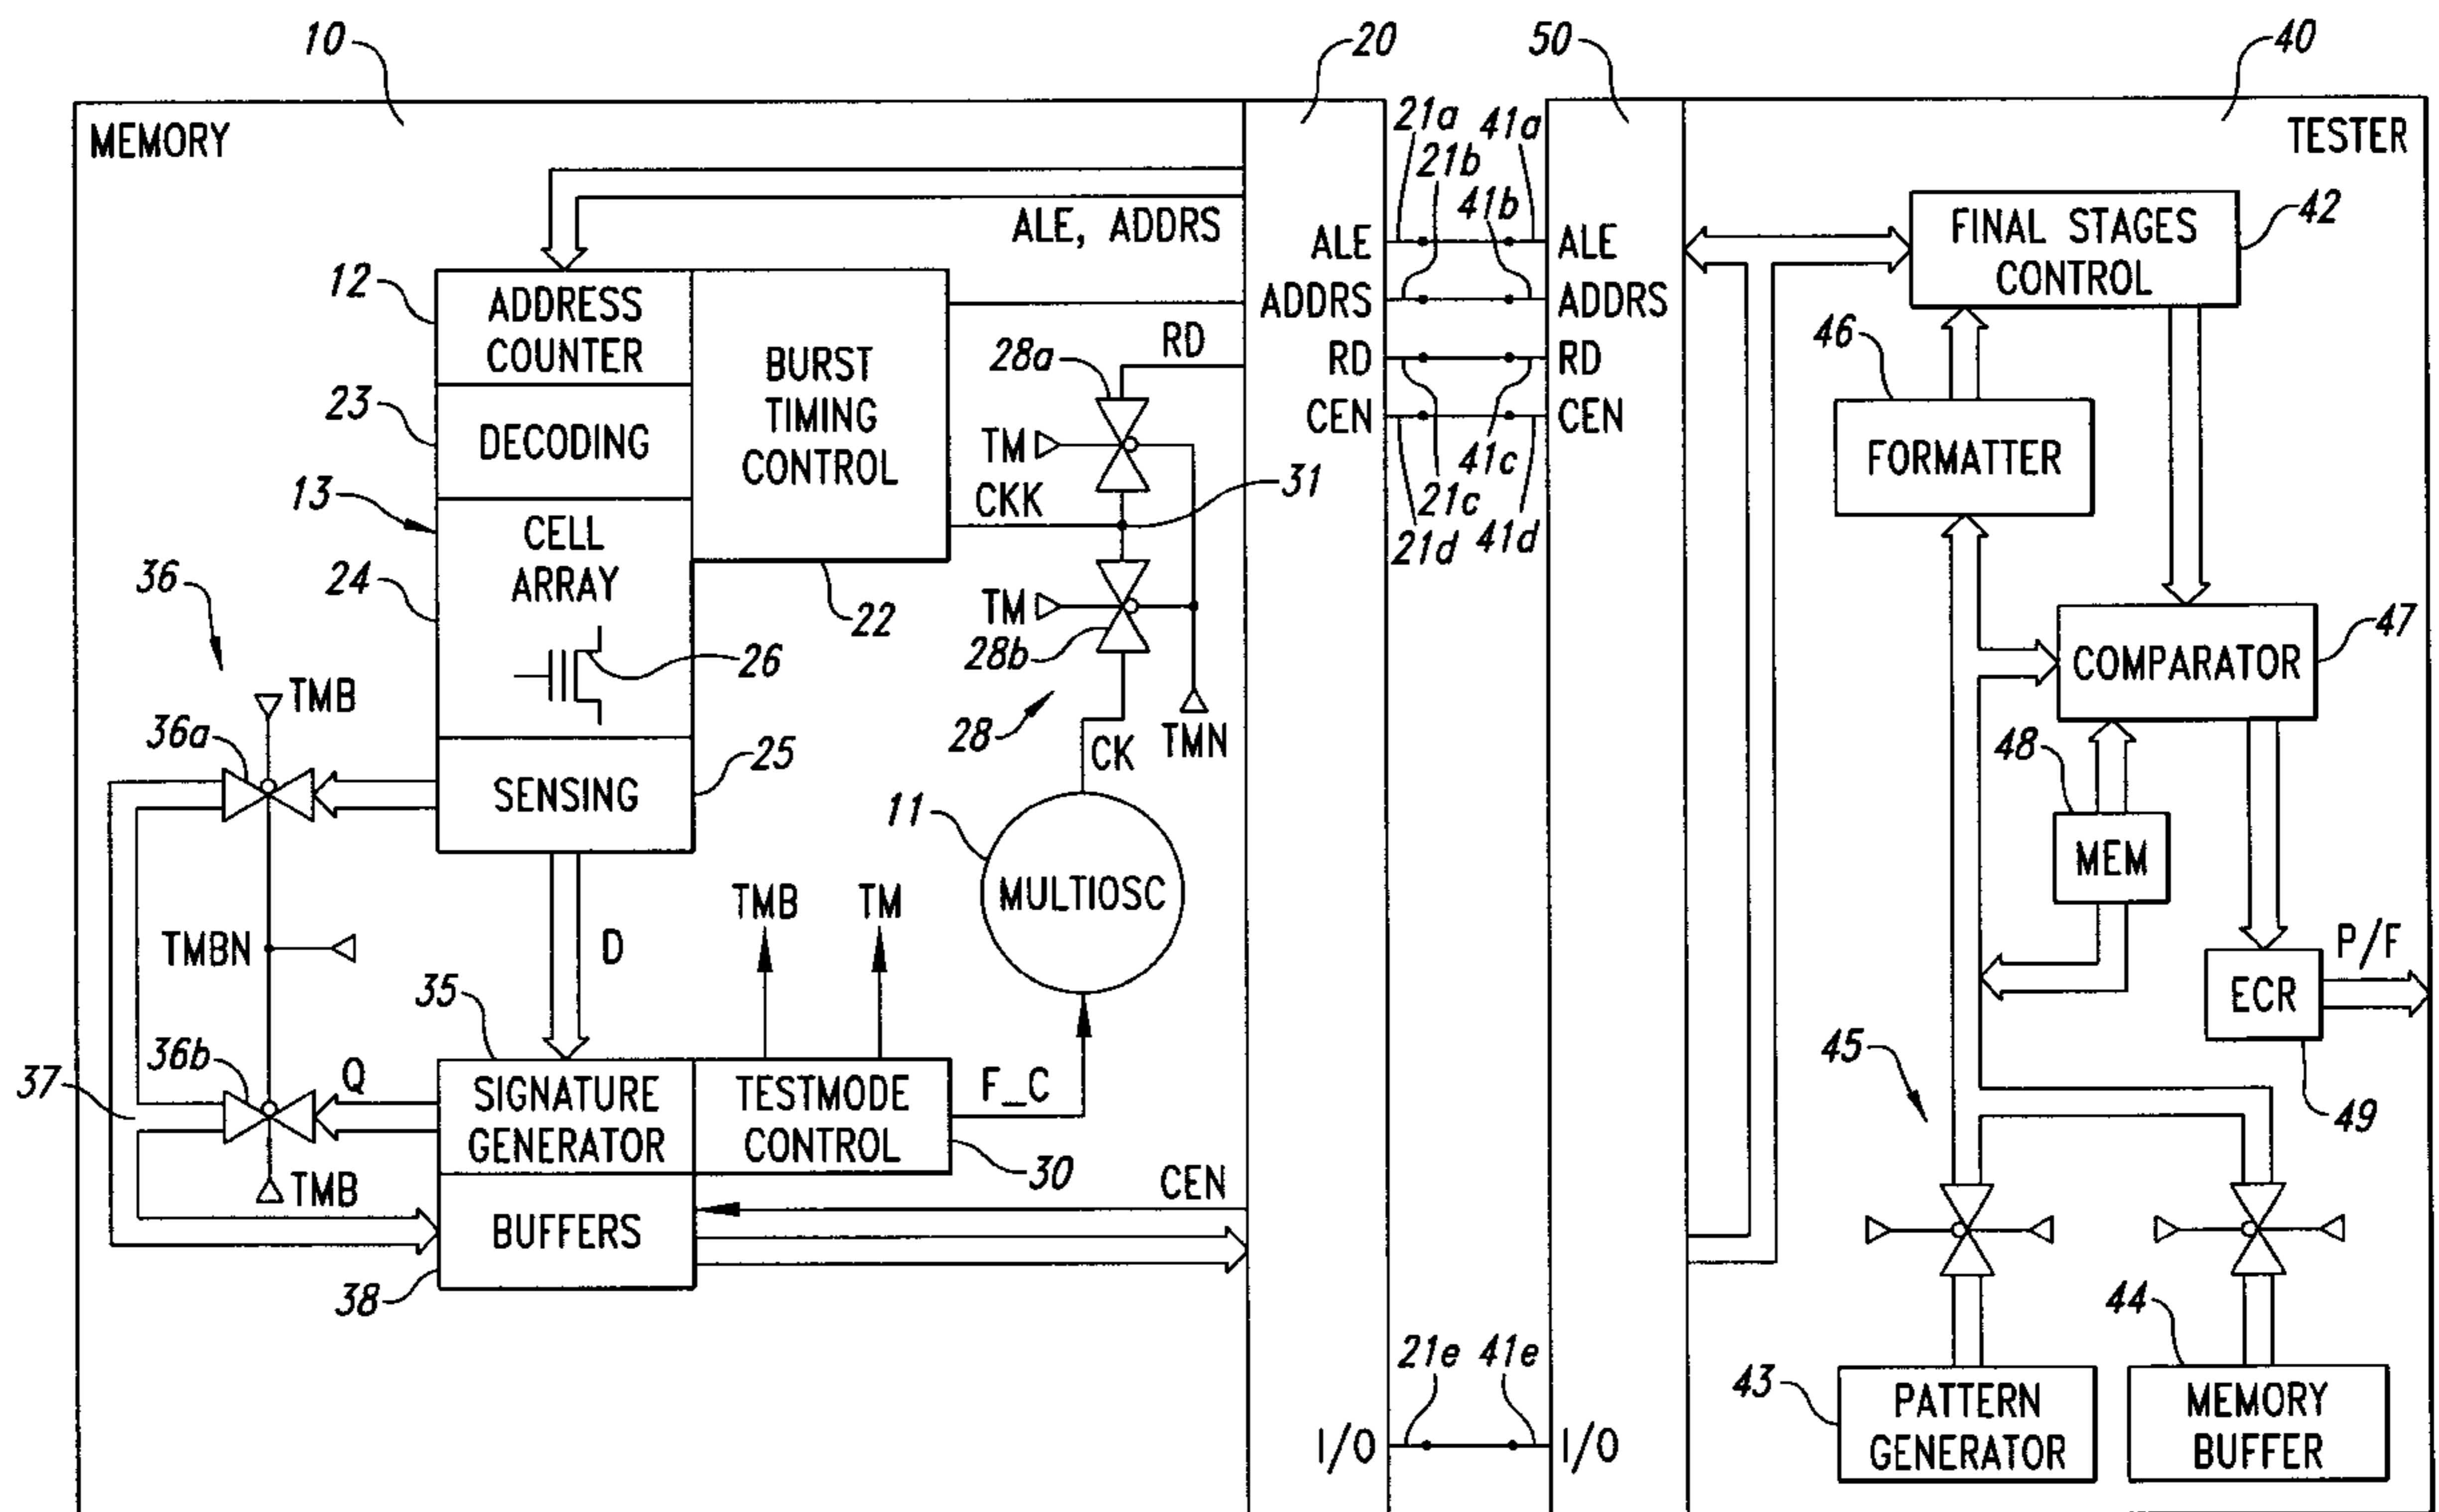 10
20
50
40
MEMORY
21a
41a
TESTER
21b
ALE, ADDRS
41b
ALE
ALE
FINAL STAGES
CONTROL
42
12
ADDRESS
COUNTER
ADDRS
ADDRS
RD
28a
BURST
TIMING
CONTROL
RD
RD
46
23
DECODING
TM
CEN
CEN
41c
FORMATTER
13
CKK
31
21c
21d
41d
CELL
ARRAY
36
24
22
TM
28b
26
47
COMPARATOR
TMB
36a
28
TMN
CK
48
25
SENSING
11
MULTIOSC
MEM
TMB
TM
TMBN
D
P/F
35
ECR
36b
Q
37
SIGNATURE
GENERATOR
TESTMODE
CONTROL
F_C
45
49
30
TMB
CEN
BUFFERS
38
44
21e
41e
43
PATTERN
GENERATOR
MEMORY
BUFFER
I/O
I/O